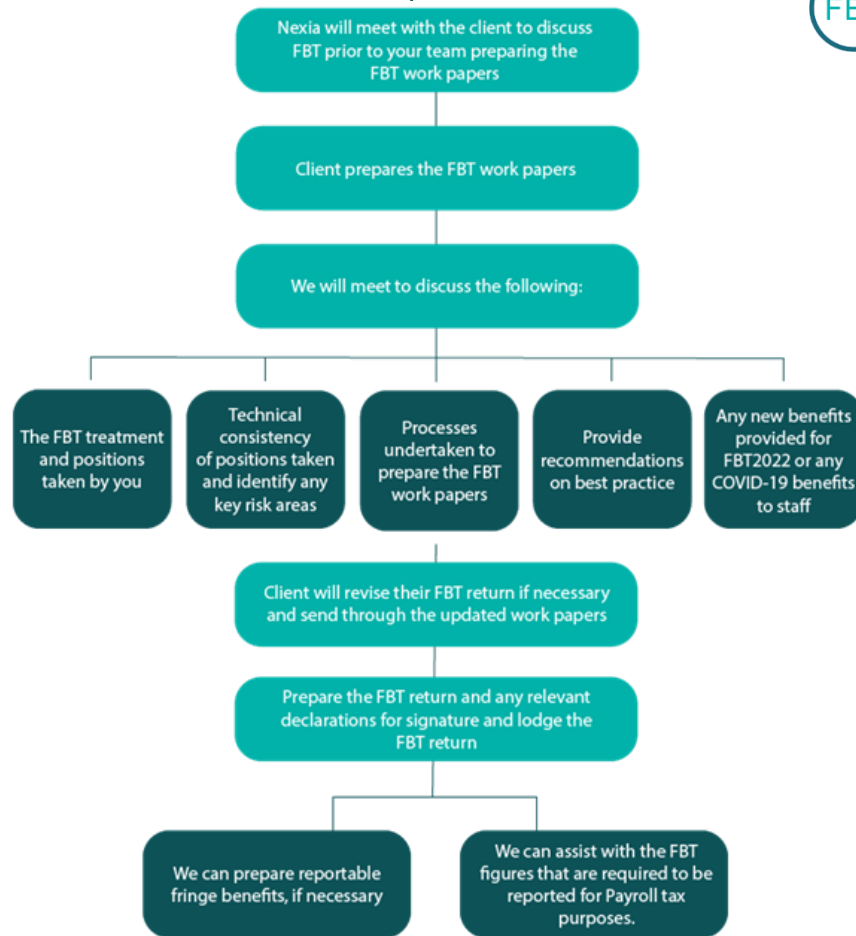 FB
Nexia will meet with the client to discuss
FBT prior to your team preparing the
FBT work papers
Client prepares the FBT work papers
We will meet to discuss the following:
The FBT treatment
and positions
taken by you
Technical
consistency
of positions taken
and identify any
key risk areas
Processes
undertaken to
prepare the FBT
work papers
Provide
recommendations
on best practice
Any new benefits
provided for
FBT2022 or any
COVID-19 benefits
to staff
Client will revise their FBT return if necessary
and send through the updated work papers
Prepare the FBT return and any relevant
declarations for signature and lodge the
FBT return
We can prepare reportable
fringe benefits, if necessary
We can assist with the FBT
figures that are required to be
reported for Payroll tax
purposes.